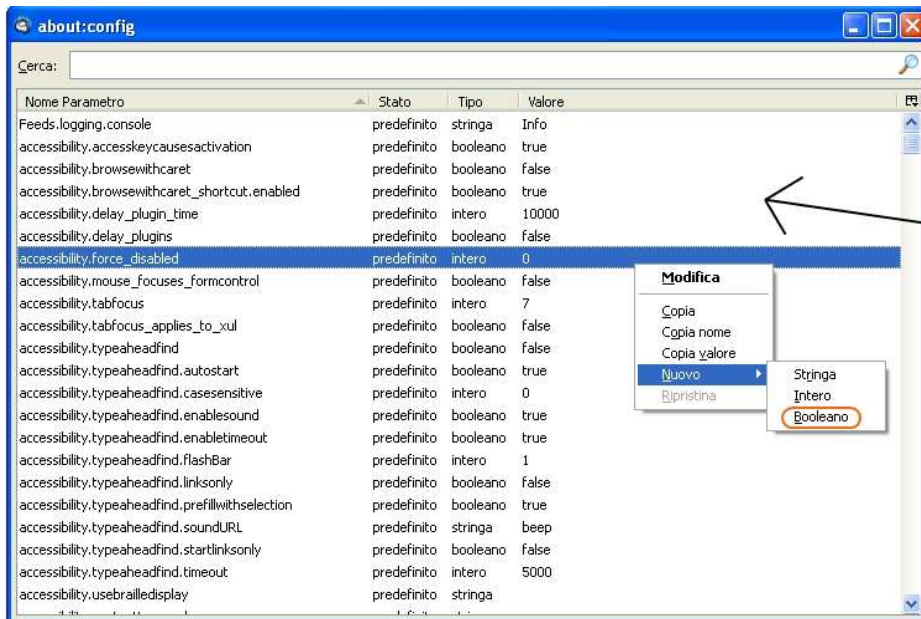 about:config
Cerca:
Nome Parametro Stato Tipo Valore
Feeds.logging.console predefinito stringa Info
accessibility.accesskeycausesactivation predefinito booleano true
accessibility.browsewithcaret predefinito booleano false
accessibility.browsewithcaret_shortcut.enabled predefinito booleano true
accessibility.delay_plugin_time predefinito intero 10000
accessibility.delay_plugins predefinito booleano false
accessibility.force_disabled predefinito intero 0
accessibility.mouse_focuses_formcontrol predefinito booleano false
accessibility.tabfocus predefinito intero 7
accessibility.tabfocus_applies_to_xul predefinito booleano false
accessibility.typeaheadfind predefinito booleano false
accessibility.typeaheadfind.autostart predefinito booleano true
accessibility.typeaheadfind.casesensitive predefinito intero 0
accessibility.typeaheadfind.enablesound predefinito booleano true
accessibility.typeaheadfind.enabletimeout predefinito booleano true
accessibility.typeaheadfind.flashBar predefinito intero 1
accessibility.typeaheadfind.linksonly predefinito booleano false
accessibility.typeaheadfind.prefillwithselection predefinito booleano true
accessibility.typeaheadfind.soundURL predefinito stringa beep
accessibility.typeaheadfind.startlinksonly predefinito booleano false
accessibility.typeaheadfind.timeout predefinito intero 5000
accessibility.usebrailledisplay predefinito stringa
Modifica
Copia
Copia nome
Copia valore
Nuovo
Ripristina
Stringa
Intero
Booleano